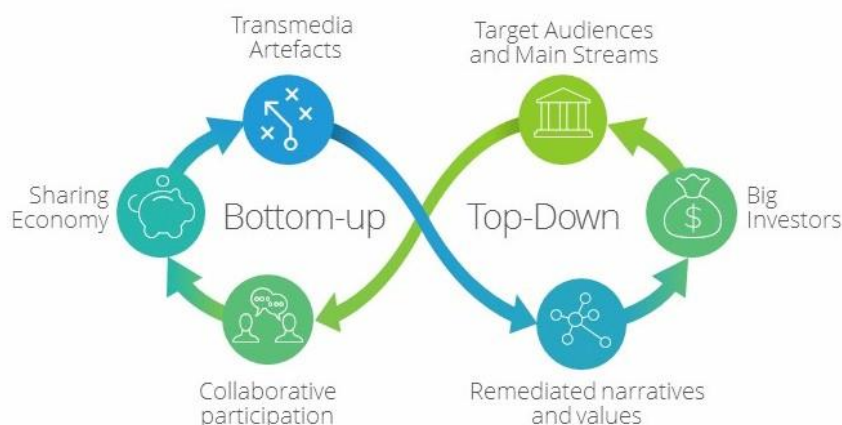 Transmedia
Artefacts
Target Audiences
and Main Streams
Sharing
Economy
Bottom-up
Top-Down
$
Big
Investors
Collaborative
participation
Remediated narratives
and values